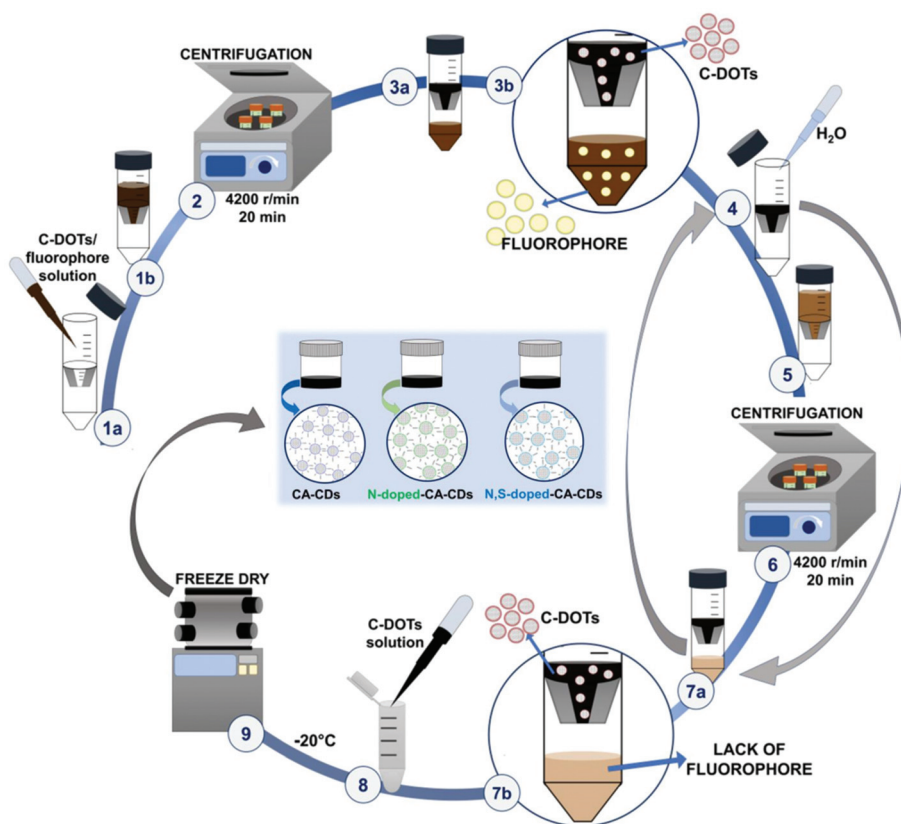 CENTRIFUGATION
4200 r/min
20 min
2
C-DOTs/
fluorophore
solution
1b
1a
3a
3b
C-DOTs
FLUOROPHORE
H₂O
4
5
CENTRIFUGATION
4200 r/min
20 min
6
7a
C-DOTs
LACK OF
FLUOROPHORE
7b
C-DOTs
solution
8
-20°C
9
FREEZE DRY
CA-CDs
N-doped-CA-CDs
N,S-doped-CA-CDs